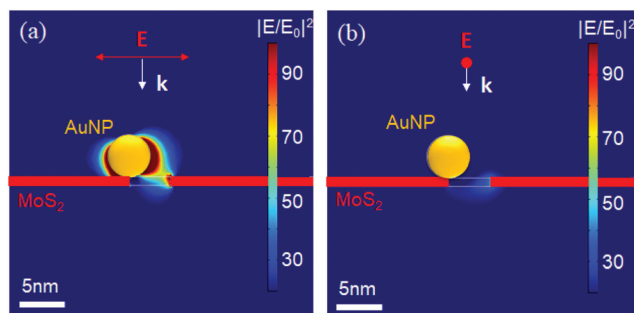 (a)
E
k
AuNP
MoS₂
5nm
|E/E₀|²
90
70
50
30
(b)
E
k
AuNP
MoS₂
5nm
|E/E₀|²
90
70
50
30